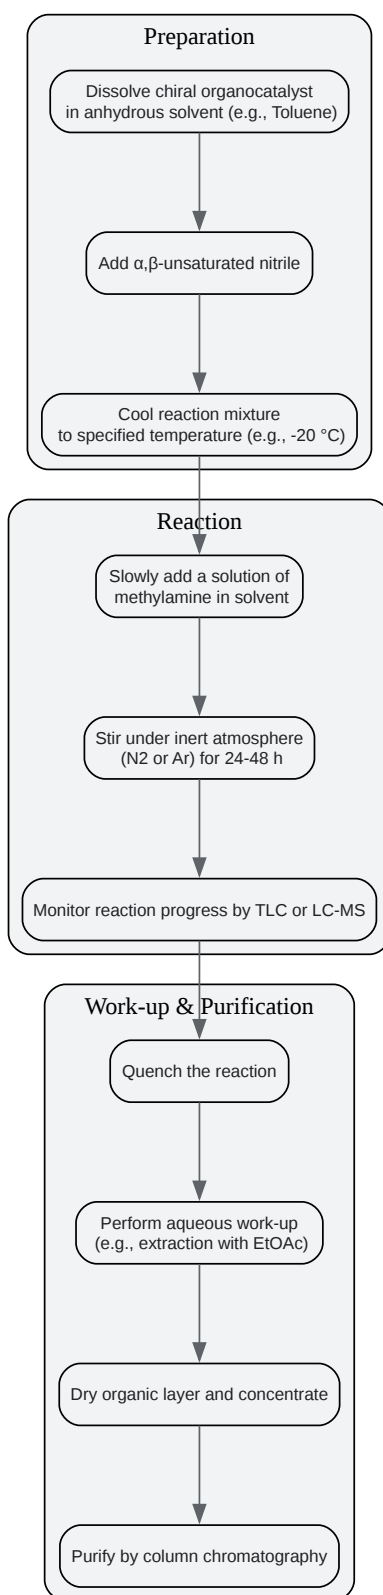 Preparation
Dissolve chiral organocatalyst
in anhydrous solvent (e.g., Toluene)
Add α,β-unsaturated nitrile
Cool reaction mixture
to specified temperature (e.g., -20 °C)
Reaction
Slowly add a solution of
methylamine in solvent
Stir under inert atmosphere
(N2 or Ar) for 24-48 h
Monitor reaction progress by TLC or LC-MS
Work-up & Purification
Quench the reaction
Perform aqueous work-up
(e.g., extraction with EtOAc)
Dry organic layer and concentrate
Purify by column chromatography